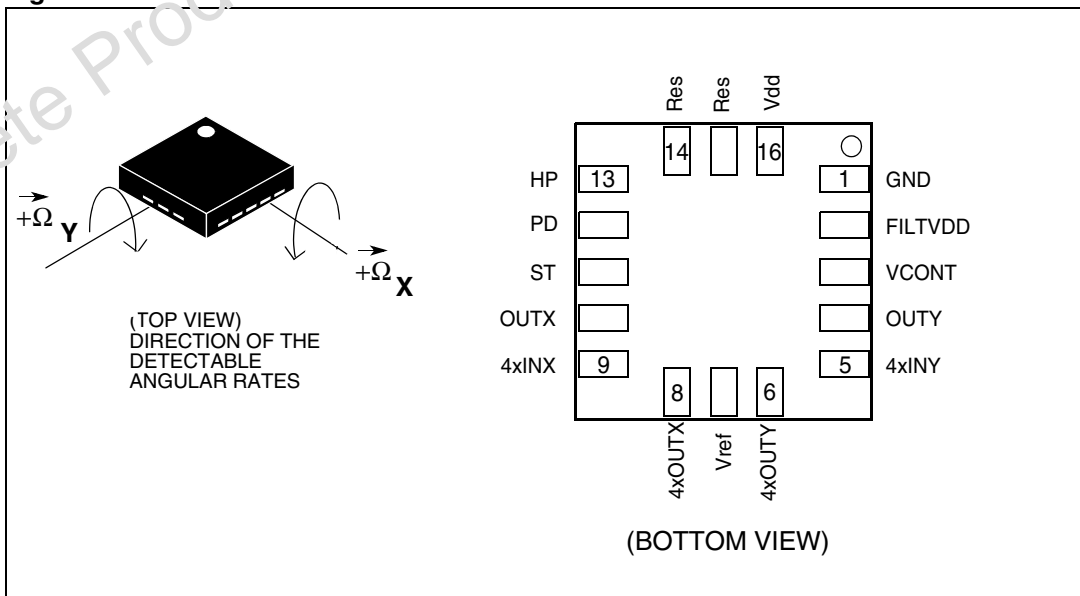 +Ω Y
+Ω X
(TOP VIEW)
DIRECTION OF THE
DETECTABLE
ANGULAR RATES
Res Res Vdd
14 16
HP 13 1 GND
PD FILTVDD
ST VCONT
OUTX OUTY
4xINX 9 5 4xINY
8 6
4xOUTX Vref 4xOUTY
(BOTTOM VIEW)